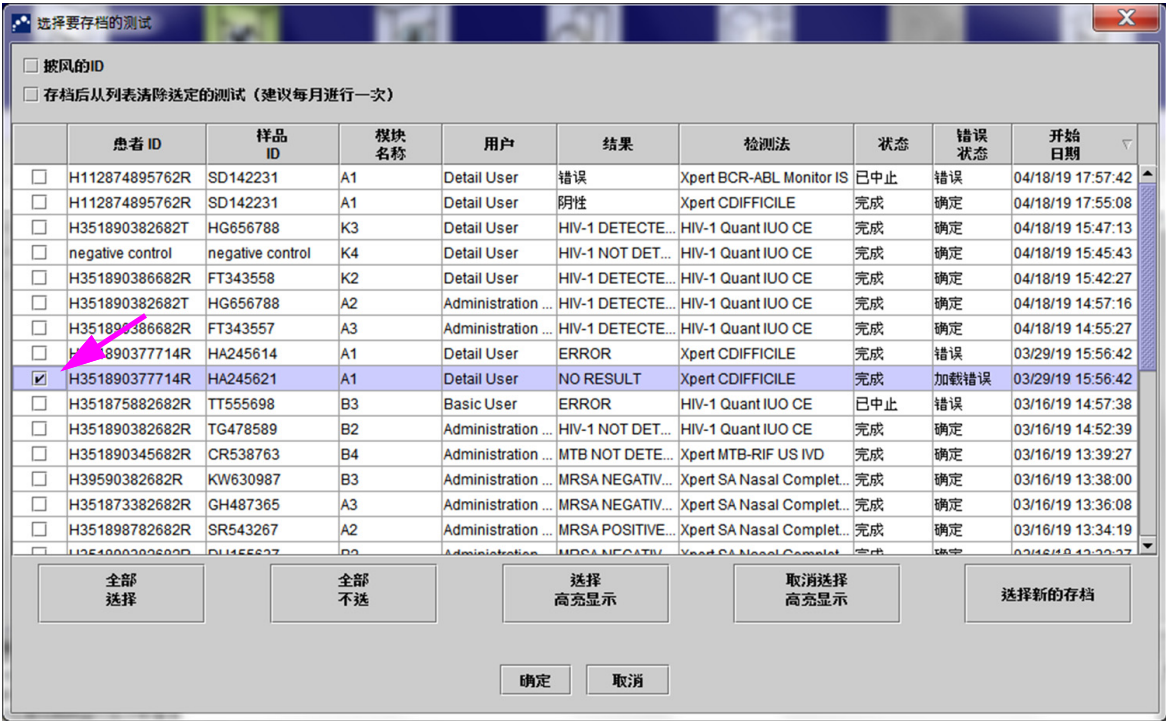 选择要存档的测试
披风的ID
存档后从列表清除选定的测试（建议每月进行一次）
患者 ID 样品 ID 模块名称 用户 结果 检测法 状态 错误状态 开始日期
H112874895762R SD142231 A1 Detail User 错误 Xpert BCR-ABL Monitor IS 已中止 错误 04/18/19 17:57:42
H112874895762R SD142231 A1 Detail User 阴性 Xpert CDIFFICILE 完成 确定 04/18/19 17:55:08
H351890382682T HG656788 K3 Detail User HIV-1 DETECTE... HIV-1 Quant IUO CE 完成 确定 04/18/19 15:47:13
negative control negative control K4 Detail User HIV-1 NOT DET... HIV-1 Quant IUO CE 完成 确定 04/18/19 15:45:43
H351890386682R FT343558 K2 Detail User HIV-1 DETECTE... HIV-1 Quant IUO CE 完成 确定 04/18/19 15:42:27
H351890382682T HG656788 A2 Administration ... HIV-1 DETECTE... HIV-1 Quant IUO CE 完成 确定 04/18/19 14:57:16
H351890386682R FT343557 A3 Administration ... HIV-1 DETECTE... HIV-1 Quant IUO CE 完成 确定 04/18/19 14:55:27
890377714R HA245614 A1 Detail User ERROR Xpert CDIFFICILE 完成 错误 03/29/19 15:56:42
H351890377714R HA245621 A1 Detail User NO RESULT Xpert CDIFFICILE 完成 加载错误 03/29/19 15:56:42
H351875882682R TT555698 B3 Basic User ERROR HIV-1 Quant IUO CE 已中止 错误 03/16/19 14:57:38
H351890382682R TG478589 B2 Administration ... HIV-1 NOT DET... HIV-1 Quant IUO CE 完成 确定 03/16/19 14:52:39
H351890345682R CR538763 B4 Administration ... MTB NOT DETE... Xpert MTB-RIF US IVD 完成 确定 03/16/19 13:39:27
H39590382682R KW630987 B3 Administration ... MRSA NEGATIV... Xpert SA Nasal Complet... 完成 确定 03/16/19 13:38:00
H351873382682R GH487365 A3 Administration ... MRSA NEGATIV... Xpert SA Nasal Complet... 完成 确定 03/16/19 13:36:08
H351898782682R SR543267 A2 Administration ... MRSA POSITIVE... Xpert SA Nasal Complet... 完成 确定 03/16/19 13:34:19
全部选择 全部不选 选择高亮显示 取消选择高亮显示 选择新的存档
确定 取消